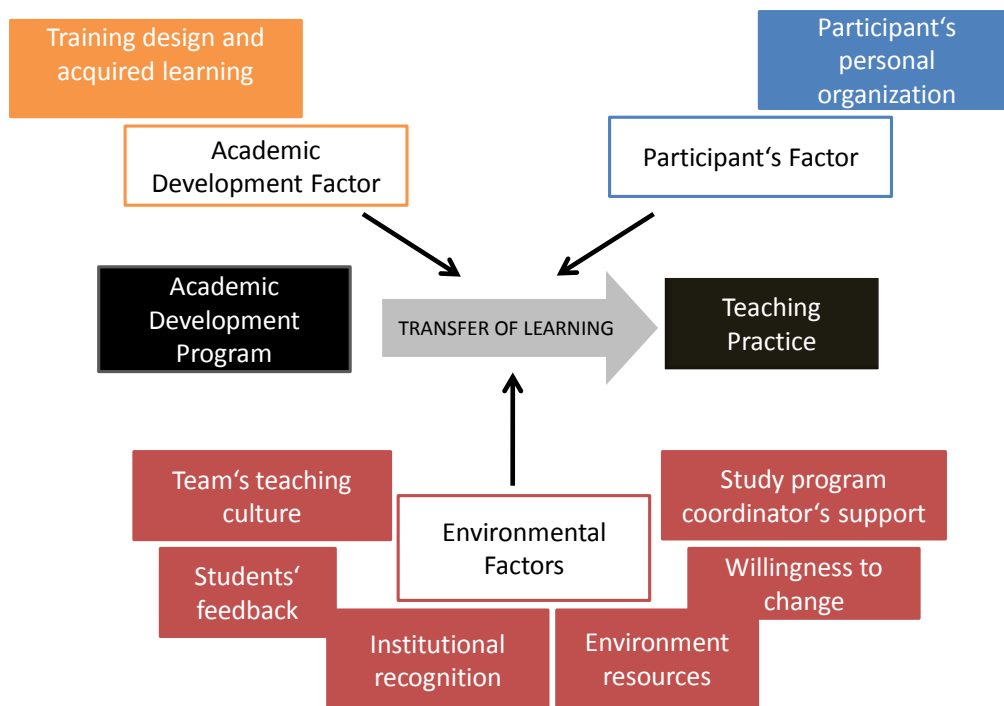 Training design and
acquired learning
Participant‘s
personal
organization
Academic
Development Factor
Participant‘s Factor
Academic
Development
Program
TRANSFER OF LEARNING
Teaching
Practice
Team‘s teaching
culture
Study program
coordinator‘s support
Environmental
Factors
Students‘
feedback
Willingness to
change
Institutional
recognition
Environment
resources